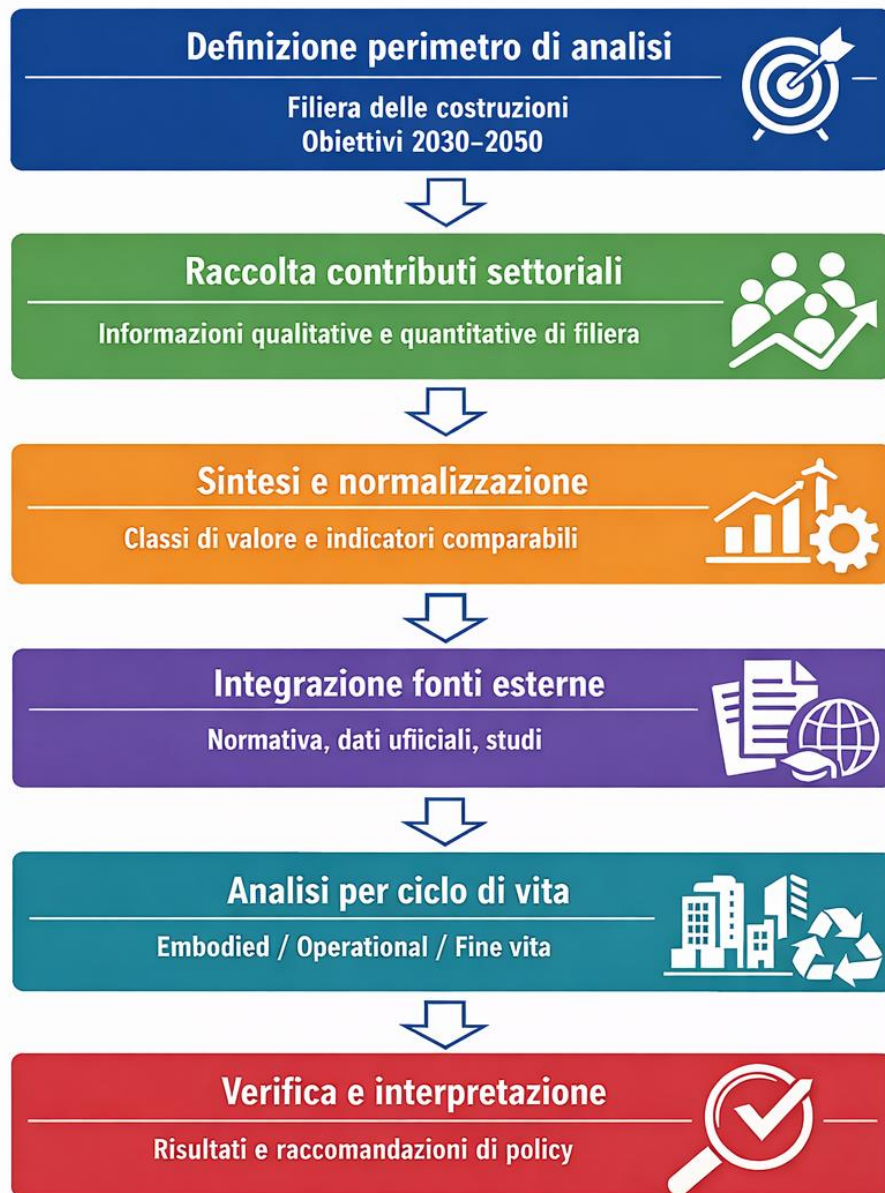 Definizione perimetro di analisi
Filiera delle costruzioni
Obiettivi 2030–2050
Raccolta contributi settoriali
Informazioni qualitative e quantitative di filiera
Sintesi e normalizzazione
Classi di valore e indicatori comparabili
Integrazione fonti esterne
Normativa, dati ufiiciali, studi
Analisi per ciclo di vita
Embodied / Operational / Fine vita
Verifica e interpretazione
Risultati e raccomandazioni di policy